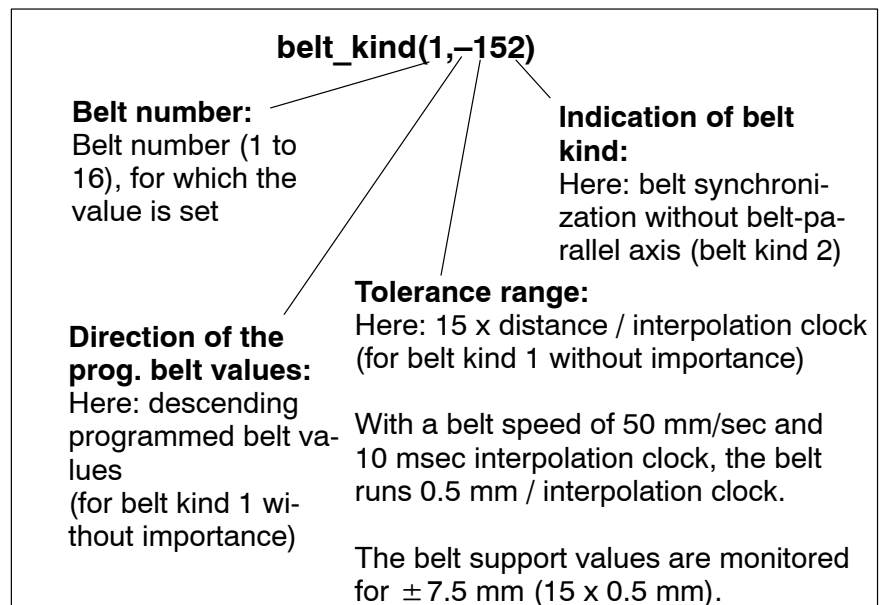 belt_kind(1,–152)
Belt number:
Belt number (1 to
16), for which the
value is set
Indication of belt
kind:
Here: belt synchroni-
zation without belt-pa-
rallel axis (belt kind 2)
Direction of the
prog. belt values:
Here: descending
programmed belt va-
lues
(for belt kind 1 wi-
thout importance)
Tolerance range:
Here: 15 x distance / interpolation clock
(for belt kind 1 without importance)
With a belt speed of 50 mm/sec and
10 msec interpolation clock, the belt
runs 0.5 mm / interpolation clock.
The belt support values are monitored
for ±7.5 mm (15 x 0.5 mm).